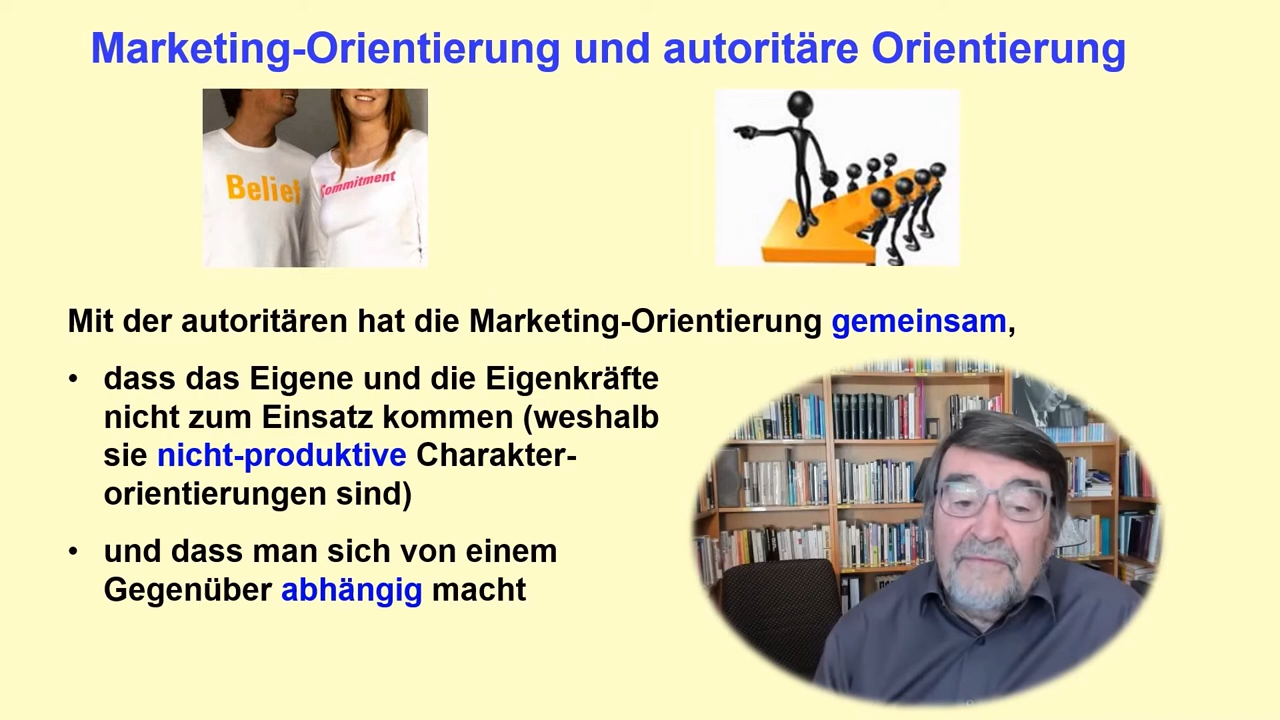 Marketing-Orientierung und autoritäre Orientierung
Belief
Commitment
Mit der autoritären hat die Marketing-Orientierung gemeinsam,
• dass das Eigene und die Eigenkräfte
nicht zum Einsatz kommen (weshalb
sie nicht-produktive Charakter-
orientierungen sind)
• und dass man sich von einem
Gegenüber abhängig macht